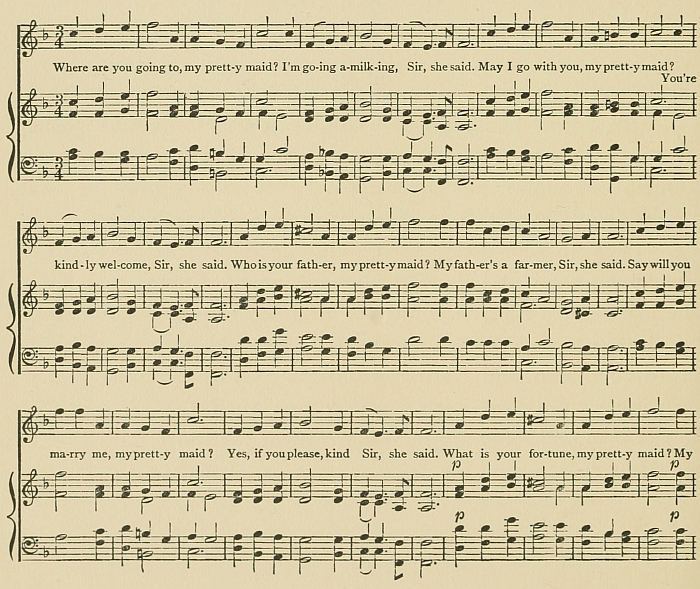 Where are you going to, my prett-y maid? I'm go-ing a-milk-ing, Sir, she said. May I go with you, my prett-y maid?
You're
kind-ly wel-come, Sir, she said. Who is your fath-er, my prett-y maid? My fath-er's a far-mer, Sir, she said. Say will you
ma-rry me, my prett-y maid? Yes, if you please, kind Sir, she said. What is your for-tune, my prett-y maid? My
p p
p